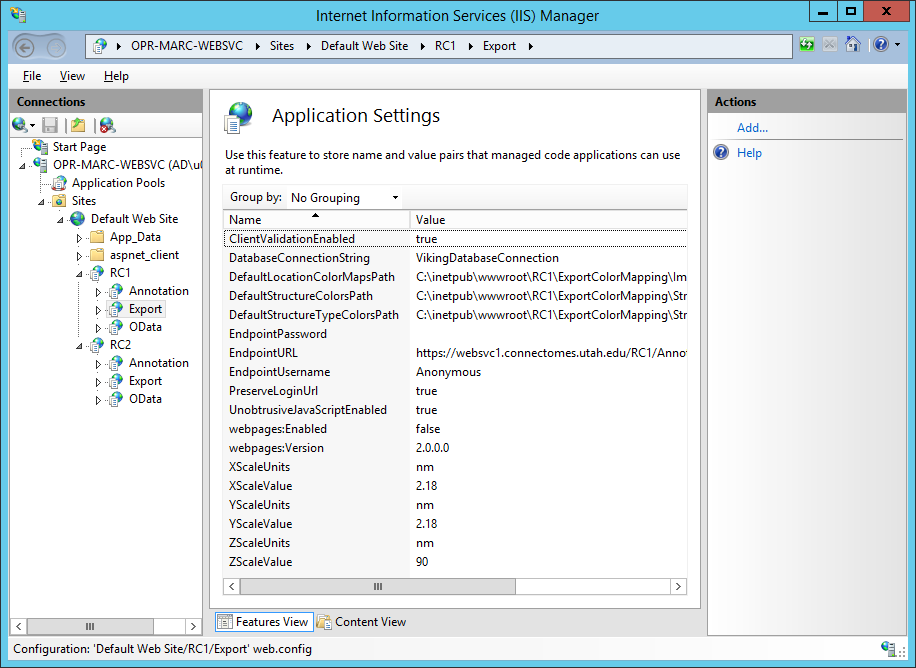 Internet Information Services (IIS) Manager
OPR-MARC-WEBSVC Sites Default Web Site RC1 Export
File View Help
Connections
Start Page
OPR-MARC-WEBSVC (AD\u0
Application Pools
Sites
Default Web Site
App_Data
aspnet_client
RC1
Annotation
Export
OData
RC2
Annotation
Export
OData
Application Settings
Use this feature to store name and value pairs that managed code applications can use
at runtime.
Group by: No Grouping
Name Value
ClientValidationEnabled true
DatabaseConnectionString VikingDatabaseConnection
DefaultLocationColorMapsPath C:\inetpub\wwwroot\RC1\ExportColorMapping\Im
DefaultStructureColorsPath C:\inetpub\wwwroot\RC1\ExportColorMapping\Str
DefaultStructureTypeColorsPath C:\inetpub\wwwroot\RC1\ExportColorMapping\Str
EndpointPassword
EndpointURL https://websvc1.connectomes.utah.edu/RC1/Anno
EndpointUsername Anonymous
PreserveLoginUrl true
UnobtrusiveJavaScriptEnabled true
webpages:Enabled false
webpages:Version 2.0.0.0
XScaleUnits nm
XScaleValue 2.18
YScaleUnits nm
YScaleValue 2.18
ZScaleUnits nm
ZScaleValue 90
Features View Content View
Actions
Add...
Help
Configuration: 'Default Web Site/RC1/Export' web.config